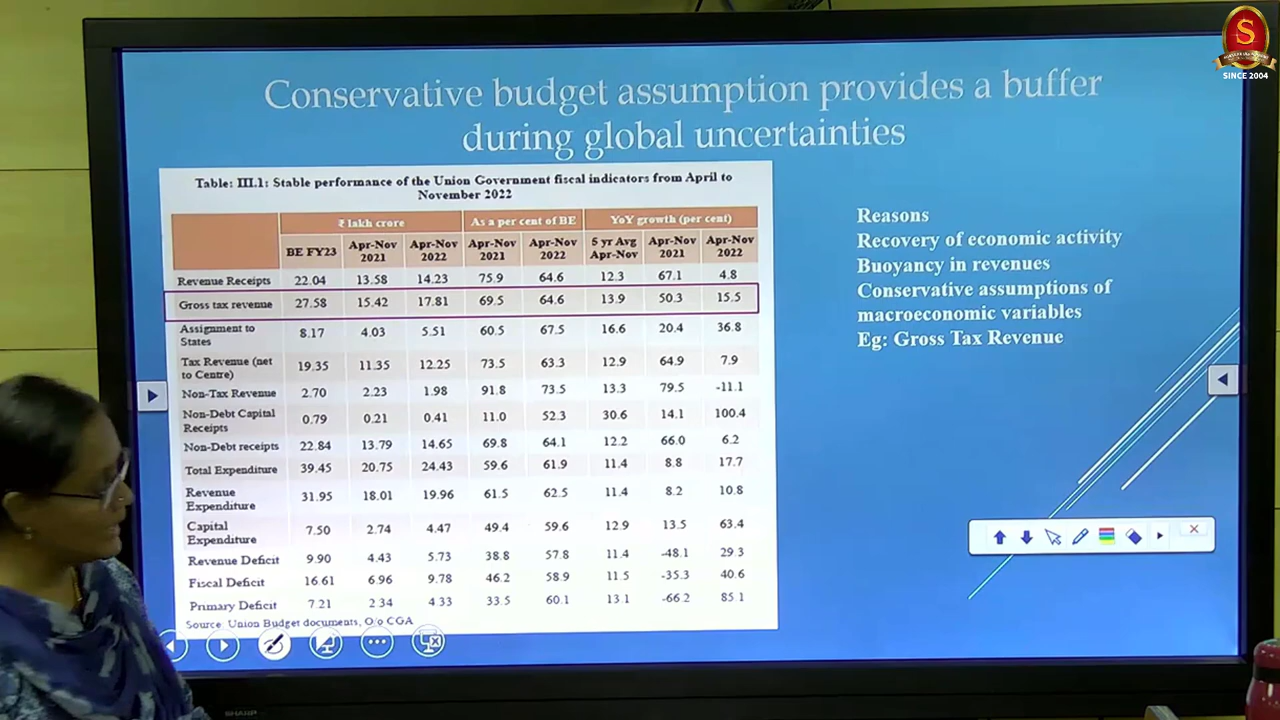 S
SINCE 2004
Conservative budget assumption provides a buffer
during global uncertainties
Table: III.1: Stable performance of the Union Government fiscal indicators from April to
November 2022
₹ lakh crore As a per cent of BE YoY growth (per cent)
BE FY23 Apr-Nov 2021 Apr-Nov 2022 Apr-Nov 2021 Apr-Nov 2022 5 yr Avg Apr-Nov Apr-Nov 2021 Apr-Nov 2022
Revenue Receipts 22.04 13.58 14.23 75.9 64.6 12.3 67.1 4.8
Gross tax revenue 27.58 15.42 17.81 69.5 64.6 13.9 50.3 15.5
Assignment to States 8.17 4.03 5.51 60.5 67.5 16.6 20.4 36.8
Tax Revenue (net to Centre) 19.35 11.35 12.25 73.5 63.3 12.9 64.9 7.9
Non-Tax Revenue 2.70 2.23 1.98 91.8 73.5 13.3 79.5 -11.1
Non-Debt Capital Receipts 0.79 0.21 0.41 11.0 52.3 30.6 14.1 100.4
Non-Debt receipts 22.84 13.79 14.65 69.8 64.1 12.2 66.0 6.2
Total Expenditure 39.45 20.75 24.43 59.6 61.9 11.4 8.8 17.7
Revenue Expenditure 31.95 18.01 19.96 61.5 62.5 11.4 8.2 10.8
Capital Expenditure 7.50 2.74 4.47 49.4 59.6 12.9 13.5 63.4
Revenue Deficit 9.90 4.43 5.73 38.8 57.8 11.4 -48.1 29.3
Fiscal Deficit 16.61 6.96 9.78 46.2 58.9 11.5 -35.3 40.6
Primary Deficit 7.21 2.34 4.33 33.5 60.1 13.1 -66.2 85.1
Source: Union Budget documents, O/o CGA
Reasons
Recovery of economic activity
Buoyancy in revenues
Conservative assumptions of
macroeconomic variables
Eg: Gross Tax Revenue
SHARP